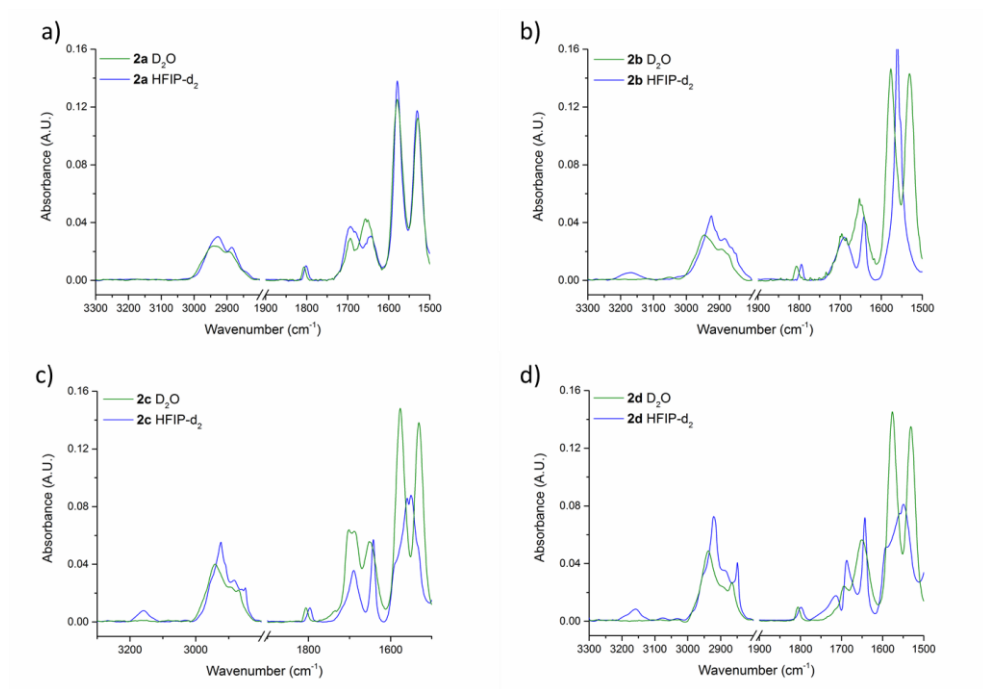 a)
2a D₂O
2a HFIP-d₂
0.16
0.12
0.08
0.04
0.00
Absorbance (A.U.)
3300 3200 3100 3000 2900 1900 1800 1700 1600 1500
Wavenumber (cm⁻¹)
b)
2b D₂O
2b HFIP-d₂
0.16
0.12
0.08
0.04
0.00
Absorbance (A.U.)
3300 3200 3100 3000 2900 1900 1800 1700 1600 1500
Wavenumber (cm⁻¹)
c)
2c D₂O
2c HFIP-d₂
0.16
0.12
0.08
0.04
0.00
Absorbance (A.U.)
3200 3000 1800 1600
Wavenumber (cm⁻¹)
d)
2d D₂O
2d HFIP-d₂
0.16
0.12
0.08
0.04
0.00
Absorbance (A.U.)
3300 3200 3100 3000 2900 1900 1800 1700 1600 1500
Wavenumber (cm⁻¹)